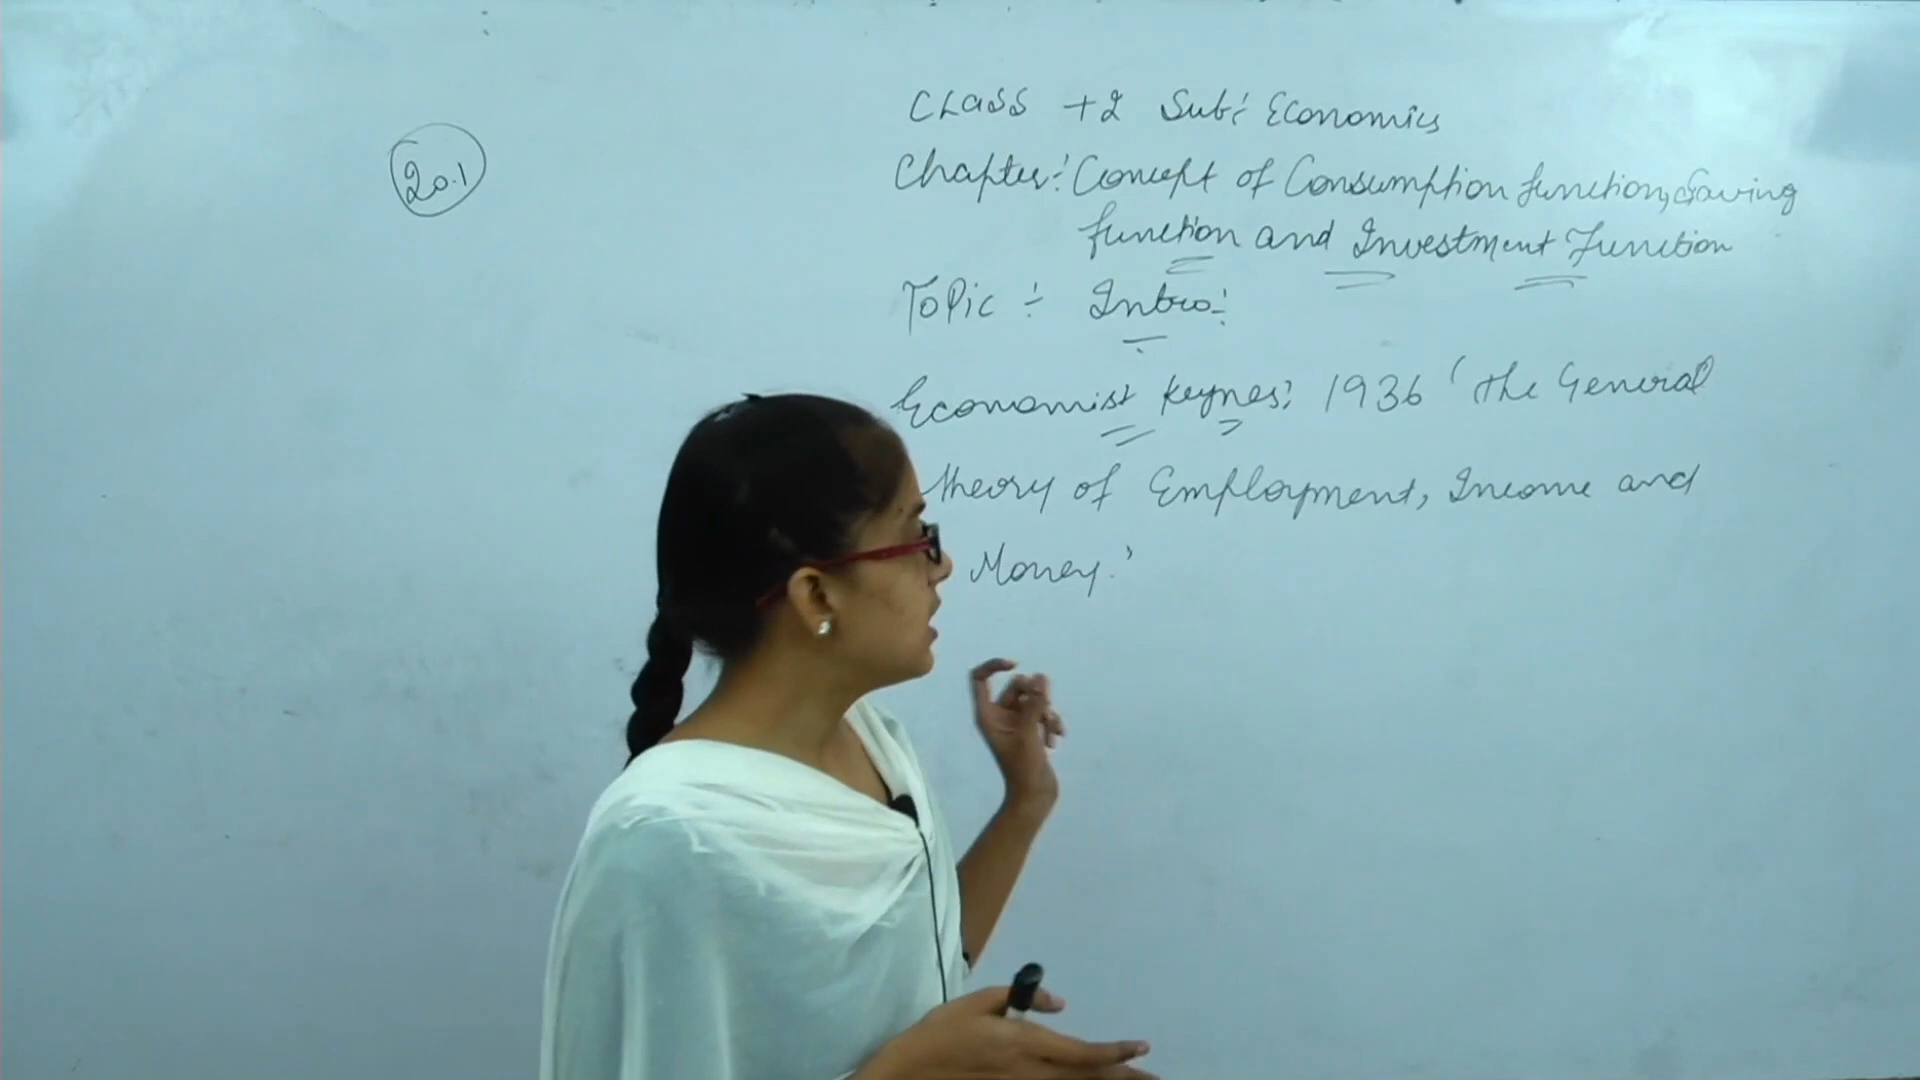 20.1
Class +2 Sub: Economics
Chapter: Concept of Consumption function, Saving
function and Investment Function
Topic ÷ Intro:
Economist Keynes: 1936 'The General
theory of Employment, Income and
Money.'